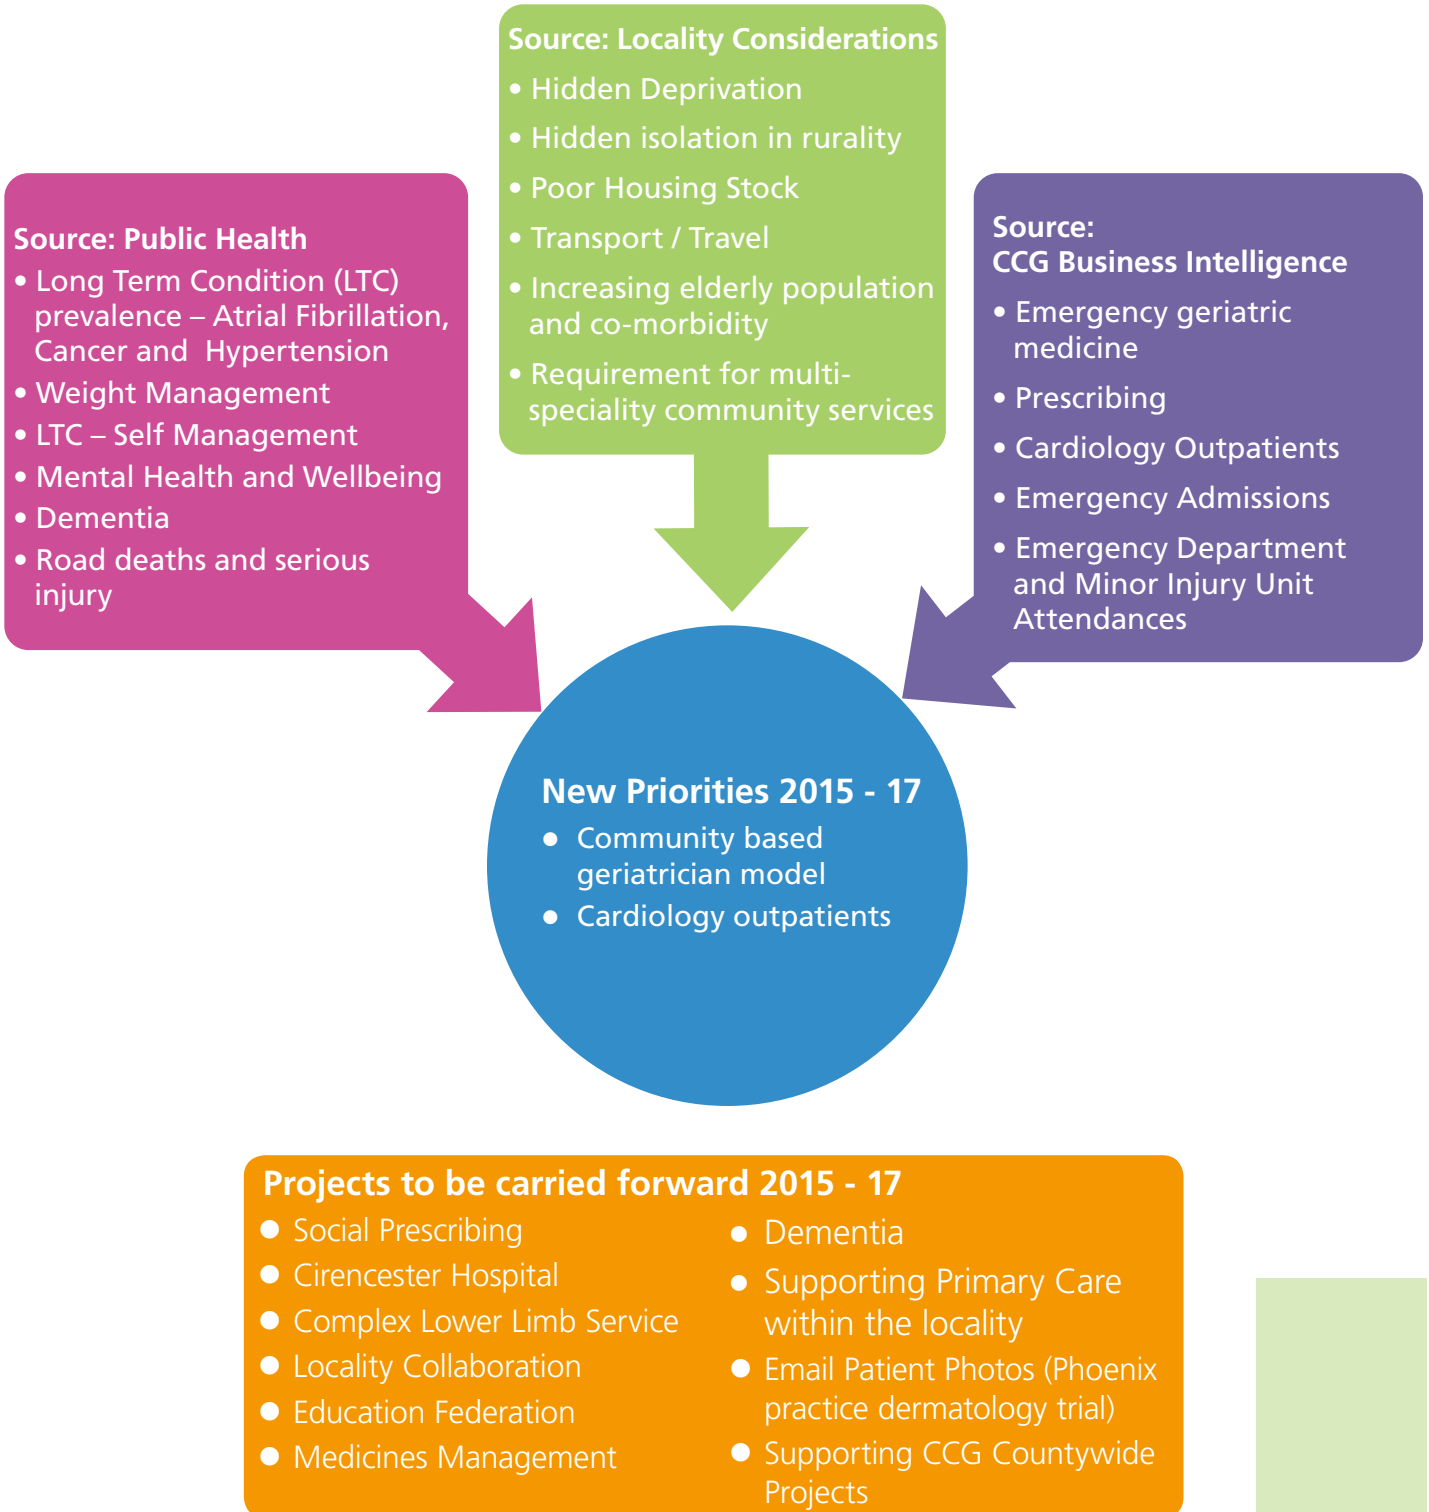 Source: Locality Considerations
• Hidden Deprivation
• Hidden isolation in rurality
• Poor Housing Stock
• Transport / Travel
• Increasing elderly population
and co-morbidity
• Requirement for multi-
speciality community services
Source: Public Health
• Long Term Condition (LTC)
prevalence – Atrial Fibrillation,
Cancer and Hypertension
• Weight Management
• LTC – Self Management
• Mental Health and Wellbeing
• Dementia
• Road deaths and serious
injury
Source:
CCG Business Intelligence
• Emergency geriatric
medicine
• Prescribing
• Cardiology Outpatients
• Emergency Admissions
• Emergency Department
and Minor Injury Unit
Attendances
New Priorities 2015 - 17
• Community based
geriatrician model
• Cardiology outpatients
Projects to be carried forward 2015 - 17
• Social Prescribing
• Cirencester Hospital
• Complex Lower Limb Service
• Locality Collaboration
• Education Federation
• Medicines Management
• Dementia
• Supporting Primary Care
within the locality
• Email Patient Photos (Phoenix
practice dermatology trial)
• Supporting CCG Countywide
Projects